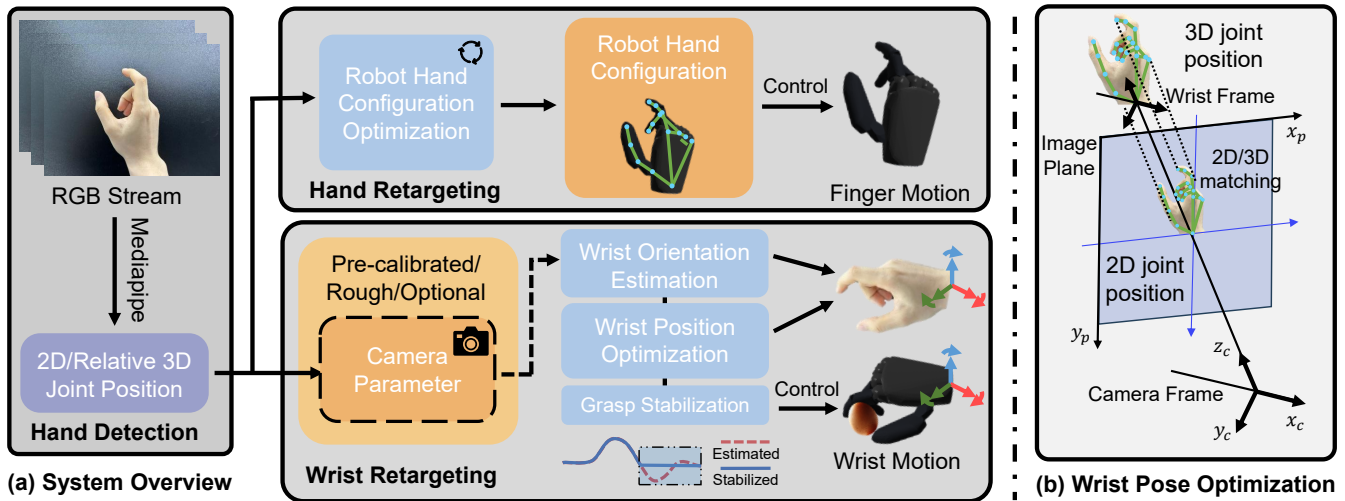 RGB Stream
Mediapipe
2D/Relative 3D
Joint Position
Hand Detection
(a) System Overview
Robot Hand
Configuration
Optimization
Robot Hand
Configuration
Control
Hand Retargeting
Finger Motion
Pre-calibrated/
Rough/Optional
Camera
Parameter
Wrist Orientation
Estimation
Wrist Position
Optimization
Grasp Stabilization
Control
Estimated
Stabilized
Wrist Retargeting
Wrist Motion
3D joint
position
Wrist Frame
Image
Plane
x_p
2D/3D
matching
2D joint
position
y_p
z_c
Camera Frame
y_c
x_c
(b) Wrist Pose Optimization